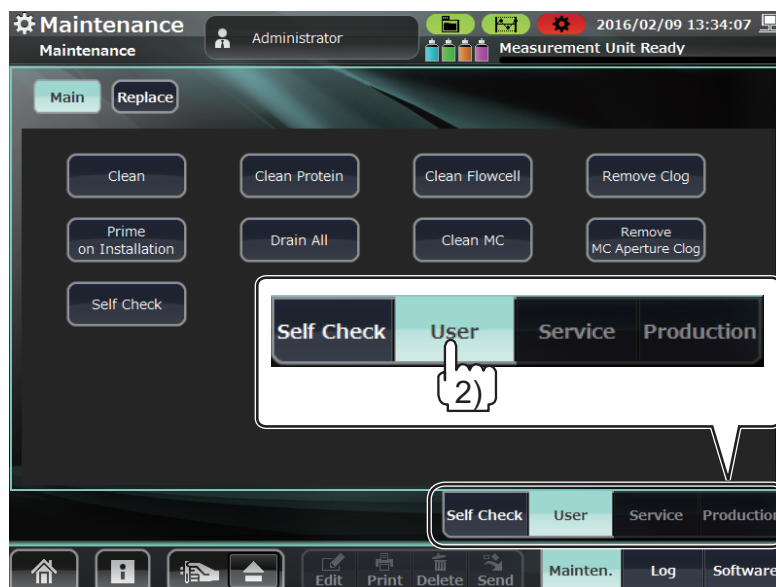 Maintenance
Maintenance
Administrator
2016/02/09 13:34:07
Measurement Unit Ready
Main
Replace
Clean
Clean Protein
Clean Flowcell
Remove Clog
Prime
on Installation
Drain All
Clean MC
Remove
MC Aperture Clog
Self Check
Self Check
User
Service
Production
2)
Self Check
User
Service
Production
Edit
Print
Delete
Send
Mainten.
Log
Software